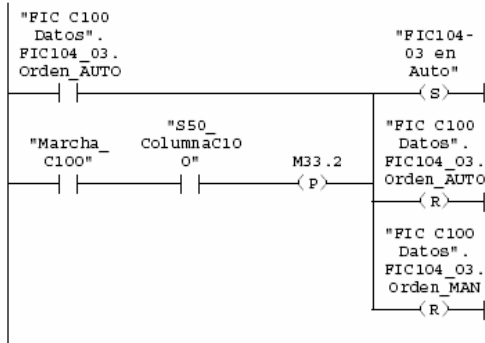 "FIC C100
Datos".
FIC104_03.
Orden_AUTO
"FIC104-
03 en
Auto"
S
"Marcha_
C100"
"S50_
ColumnaC10
0"
M33.2
P
"FIC C100
Datos".
FIC104_03.
Orden_AUTO
R
"FIC C100
Datos".
FIC104_03.
Orden_MAN
R